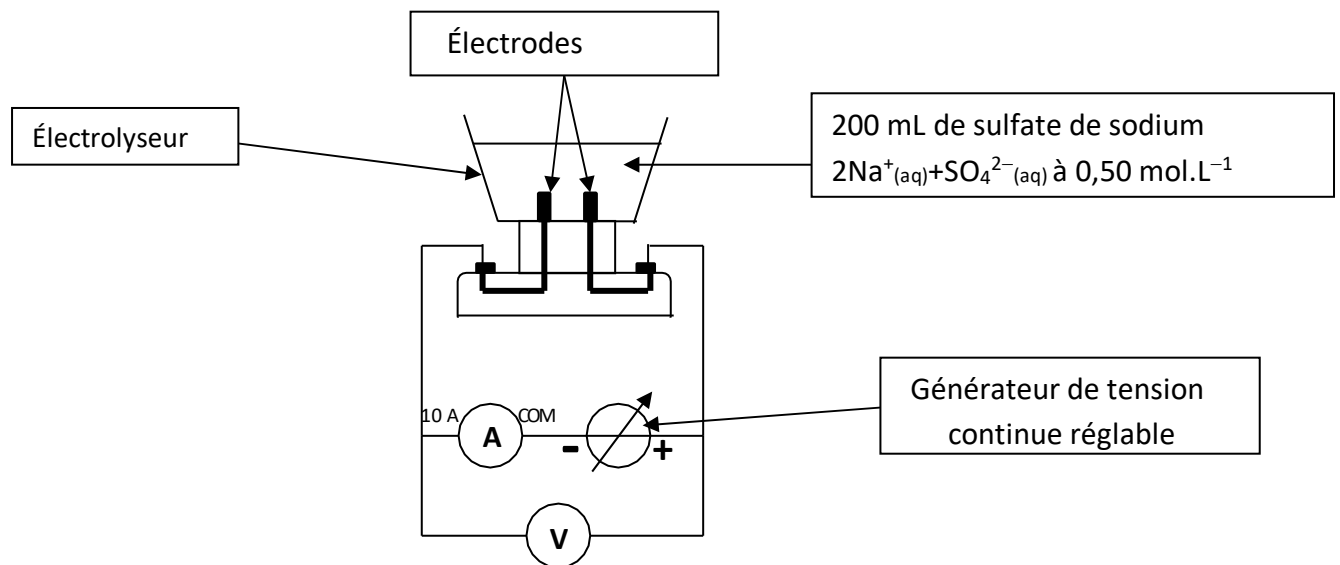 Électrodes
Électrolyseur
200 mL de sulfate de sodium
2Na⁺(aq)+SO₄²⁻(aq) à 0,50 mol.L⁻¹
10 A
A
COM
-
+
Générateur de tension
continue réglable
V